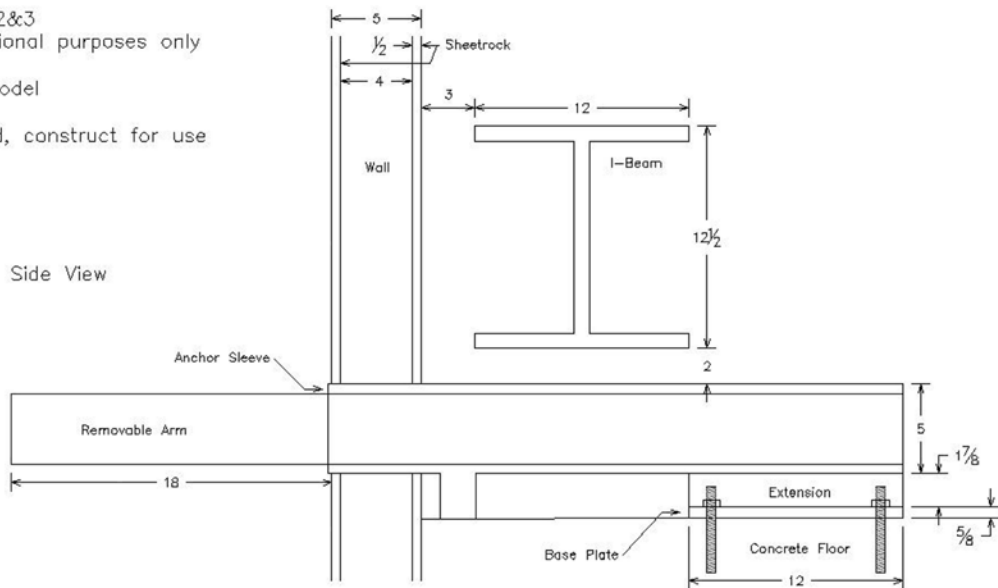 2&3
ional purposes only
odel
d, construct for use
Side View
5
½
Sheetrock
4
3
12
Wall
I-Beam
12½
Anchor Sleeve
2
Removable Arm
5
18
1⅞
Extension
⅝
Base Plate
Concrete Floor
12